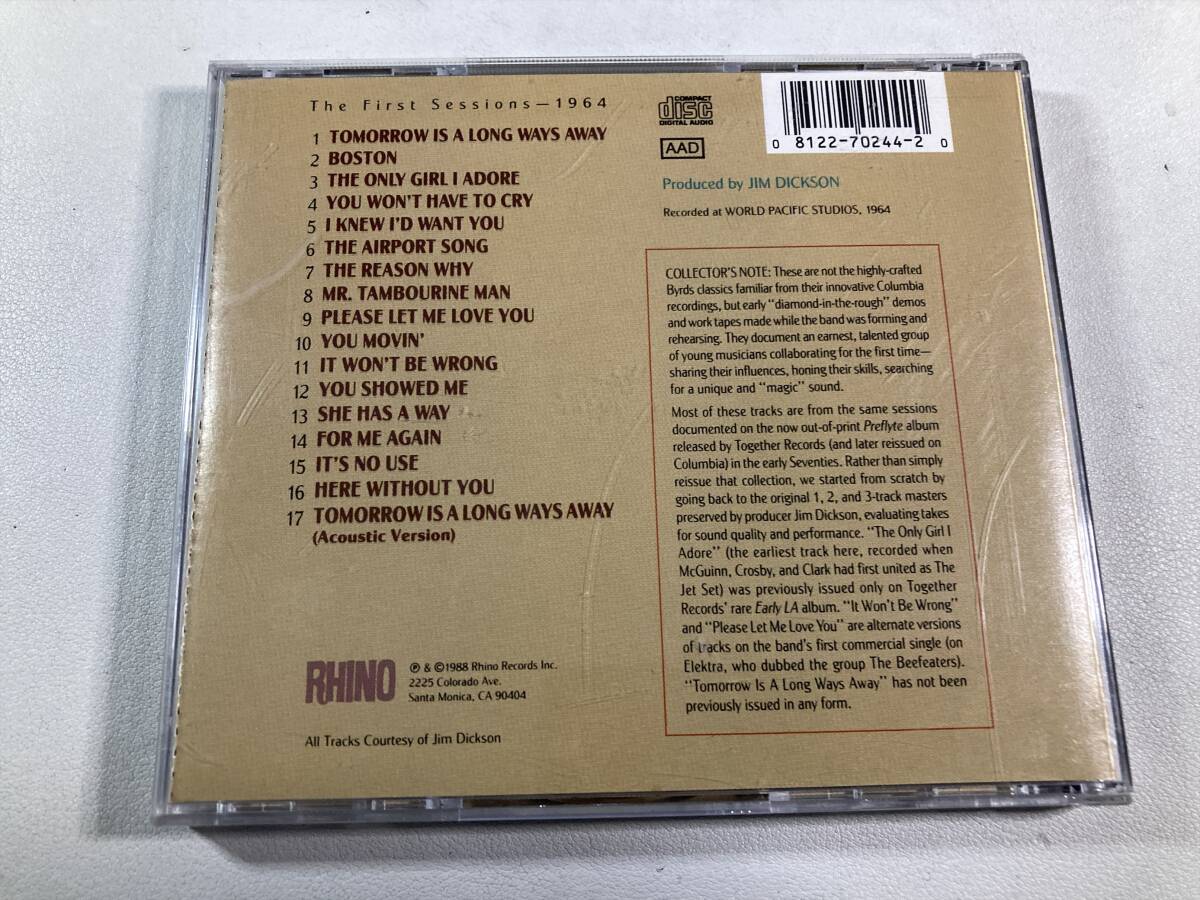 The First Sessions—1964
1 TOMORROW IS A LONG WAYS AWAY
2 BOSTON
3 THE ONLY GIRL I ADORE
4 YOU WON'T HAVE TO CRY
5 I KNEW I'D WANT YOU
6 THE AIRPORT SONG
7 THE REASON WHY
8 MR. TAMBOURINE MAN
9 PLEASE LET ME LOVE YOU
10 YOU MOVIN'
11 IT WON'T BE WRONG
12 YOU SHOWED ME
13 SHE HAS A WAY
14 FOR ME AGAIN
15 IT'S NO USE
16 HERE WITHOUT YOU
17 TOMORROW IS A LONG WAYS AWAY
(Acoustic Version)
RHINO
℗ & ©1988 Rhino Records Inc.
2225 Colorado Ave.
Santa Monica, CA 90404
All Tracks Courtesy of Jim Dickson
COMPACT
disc
DIGITAL AUDIO
AAD
0 8122-70244-2 0
Produced by JIM DICKSON
Recorded at WORLD PACIFIC STUDIOS, 1964
COLLECTOR'S NOTE: These are not the highly-crafted
Byrds classics familiar from their innovative Columbia
recordings, but early "diamond-in-the-rough" demos
and work tapes made while the band was forming and
rehearsing. They document an earnest, talented group
of young musicians collaborating for the first time—
sharing their influences, honing their skills, searching
for a unique and "magic" sound.
Most of these tracks are from the same sessions
documented on the now out-of-print Preflyte album
released by Together Records (and later reissued on
Columbia) in the early Seventies. Rather than simply
reissue that collection, we started from scratch by
going back to the original 1, 2, and 3-track masters
preserved by producer Jim Dickson, evaluating takes
for sound quality and performance. "The Only Girl I
Adore" (the earliest track here, recorded when
McGuinn, Crosby, and Clark had first united as The
Jet Set) was previously issued only on Together
Records' rare Early LA album. "It Won't Be Wrong"
and "Please Let Me Love You" are alternate versions
of tracks on the band's first commercial single (on
Elektra, who dubbed the group The Beefeaters).
"Tomorrow Is A Long Ways Away" has not been
previously issued in any form.